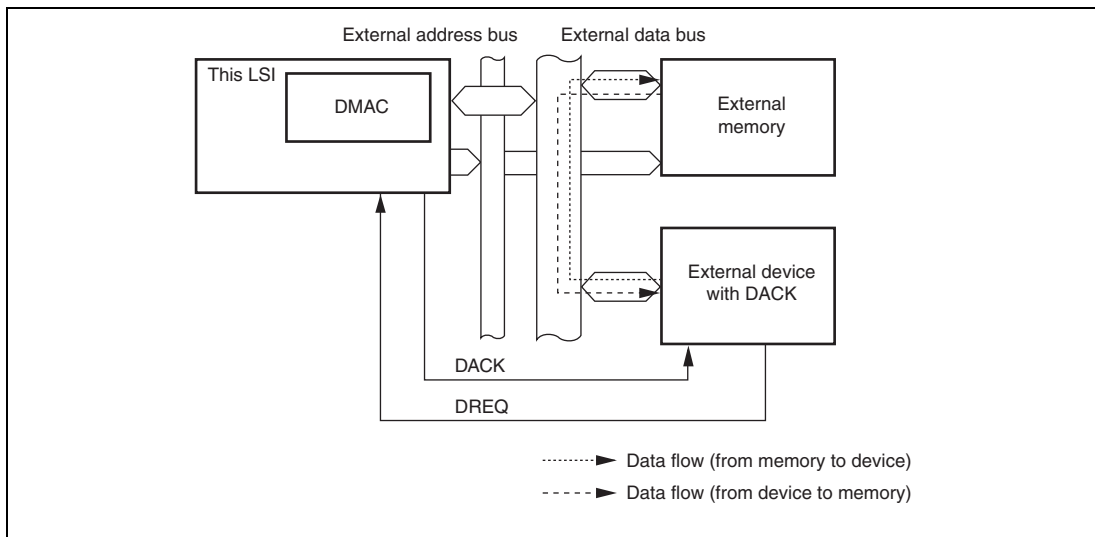 External address bus
External data bus
This LSI
DMAC
External
memory
External device
with DACK
DACK
DREQ
Data flow (from memory to device)
Data flow (from device to memory)